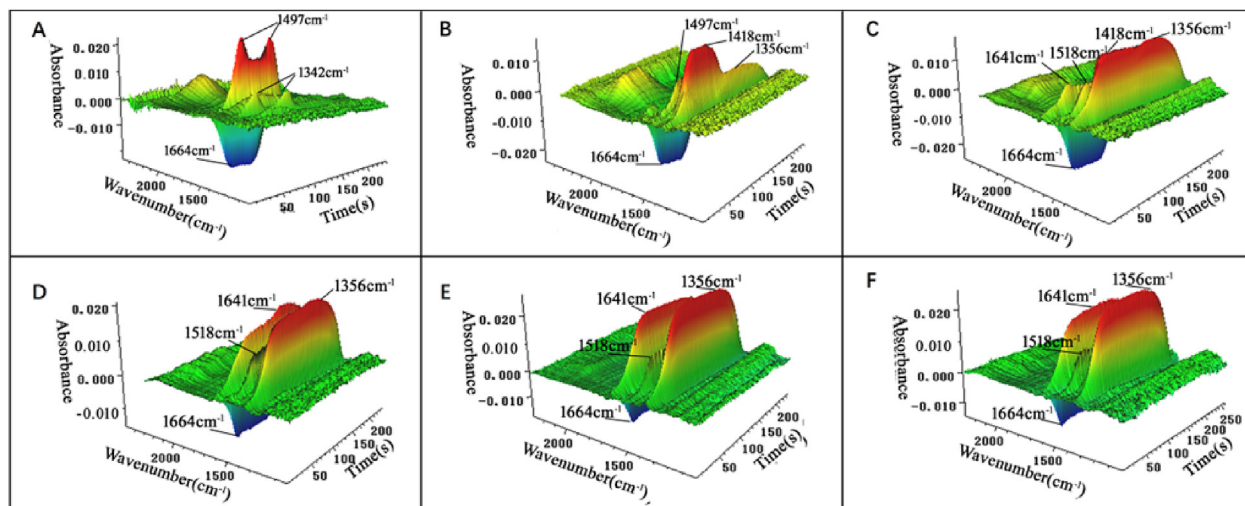 A
Absorbance
0.020
0.010
0.000
-0.010
1497cm⁻¹
1342cm⁻¹
1664cm⁻¹
2000
1500
Wavenumber(cm⁻¹)
50
100
150
200
Time(s)
B
Absorbance
0.010
0.000
-0.010
-0.020
1497cm⁻¹
1418cm⁻¹
1356cm⁻¹
1664cm⁻¹
2000
1500
Wavenumber(cm⁻¹)
50
100
150
200
Time(s)
C
Absorbance
0.010
0.000
-0.010
-0.020
1641cm⁻¹
1518cm⁻¹
1418cm⁻¹
1356cm⁻¹
1664cm⁻¹
2000
1500
Wavenumber(cm⁻¹)
50
100
150
200
Time(s)
D
Absorbance
0.020
0.010
0.000
-0.010
1641cm⁻¹
1356cm⁻¹
1518cm⁻¹
1664cm⁻¹
2000
1500
Wavenumber(cm⁻¹)
50
100
150
200
Time(s)
E
Absorbance
0.020
0.010
0.000
-0.010
1641cm⁻¹
1356cm⁻¹
1518cm⁻¹
1664cm⁻¹
2000
1500
Wavenumber(cm⁻¹)
50
100
150
200
Time(s)
F
Absorbance
0.020
0.010
0.000
-0.010
1641cm⁻¹
1356cm⁻¹
1518cm⁻¹
1664cm⁻¹
2000
1500
Wavenumber(cm⁻¹)
50
100
150
200
250
Time(s)